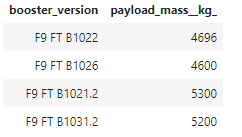 booster_version payload_mass__kg_
F9 FT B1022 4696
F9 FT B1026 4600
F9 FT B1021.2 5300
F9 FT B1031.2 5200